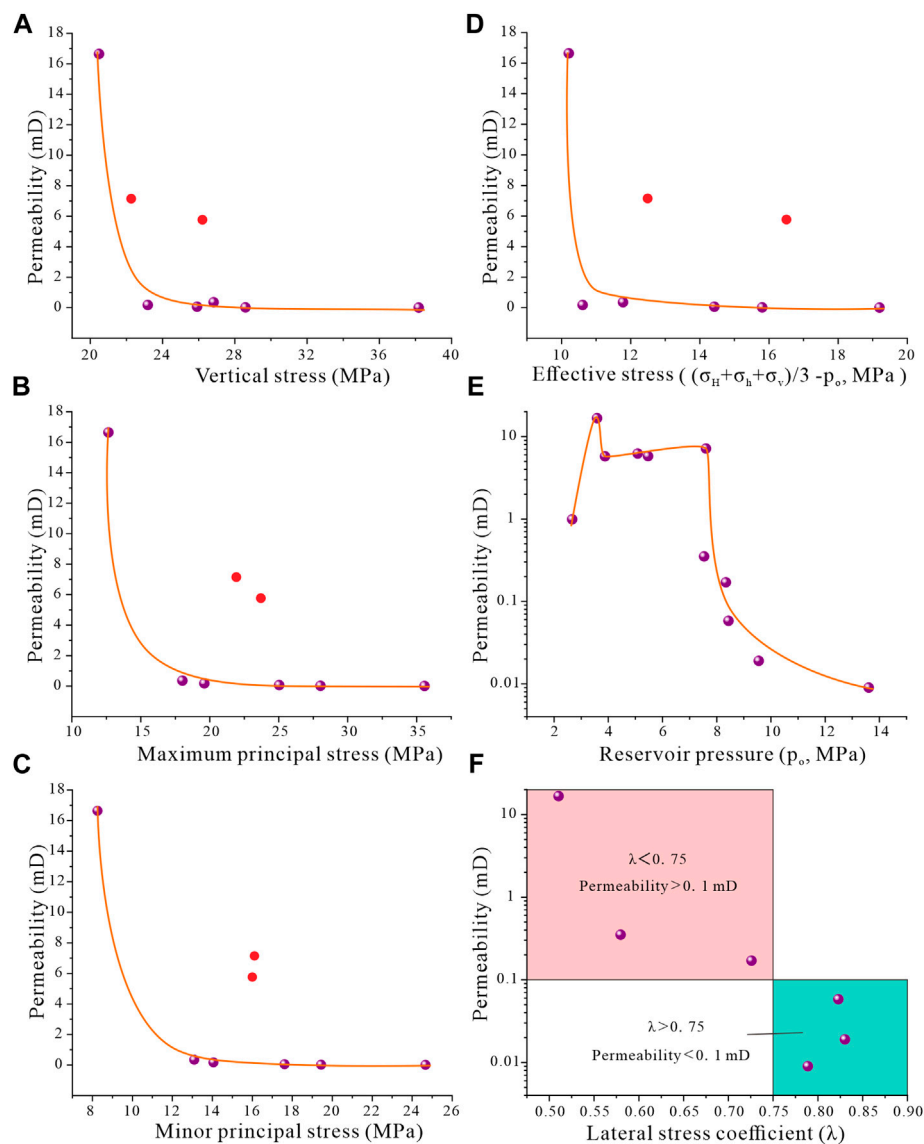 A
Permeability (mD)
18
16
14
12
10
8
6
4
2
0
20 24 28 32 36 40
Vertical stress (MPa)
D
Permeability (mD)
18
16
14
12
10
8
6
4
2
0
10 12 14 16 18 20
Effective stress ( (σH+σh+σv)/3 -po, MPa )
B
Permeability (mD)
18
16
14
12
10
8
6
4
2
0
10 15 20 25 30 35
Maximum principal stress (MPa)
E
Permeability (mD)
10
1
0.1
0.01
2 4 6 8 10 12 14
Reservoir pressure (po, MPa)
C
Permeability (mD)
18
16
14
12
10
8
6
4
2
0
8 10 12 14 16 18 20 22 24 26
Minor principal stress (MPa)
F
Permeability (mD)
10
1
0.1
0.01
λ<0.75
Permeability>0.1mD
λ>0.75
Permeability<0.1mD
0.50 0.55 0.60 0.65 0.70 0.75 0.80 0.85 0.90
Lateral stress coefficient (λ)